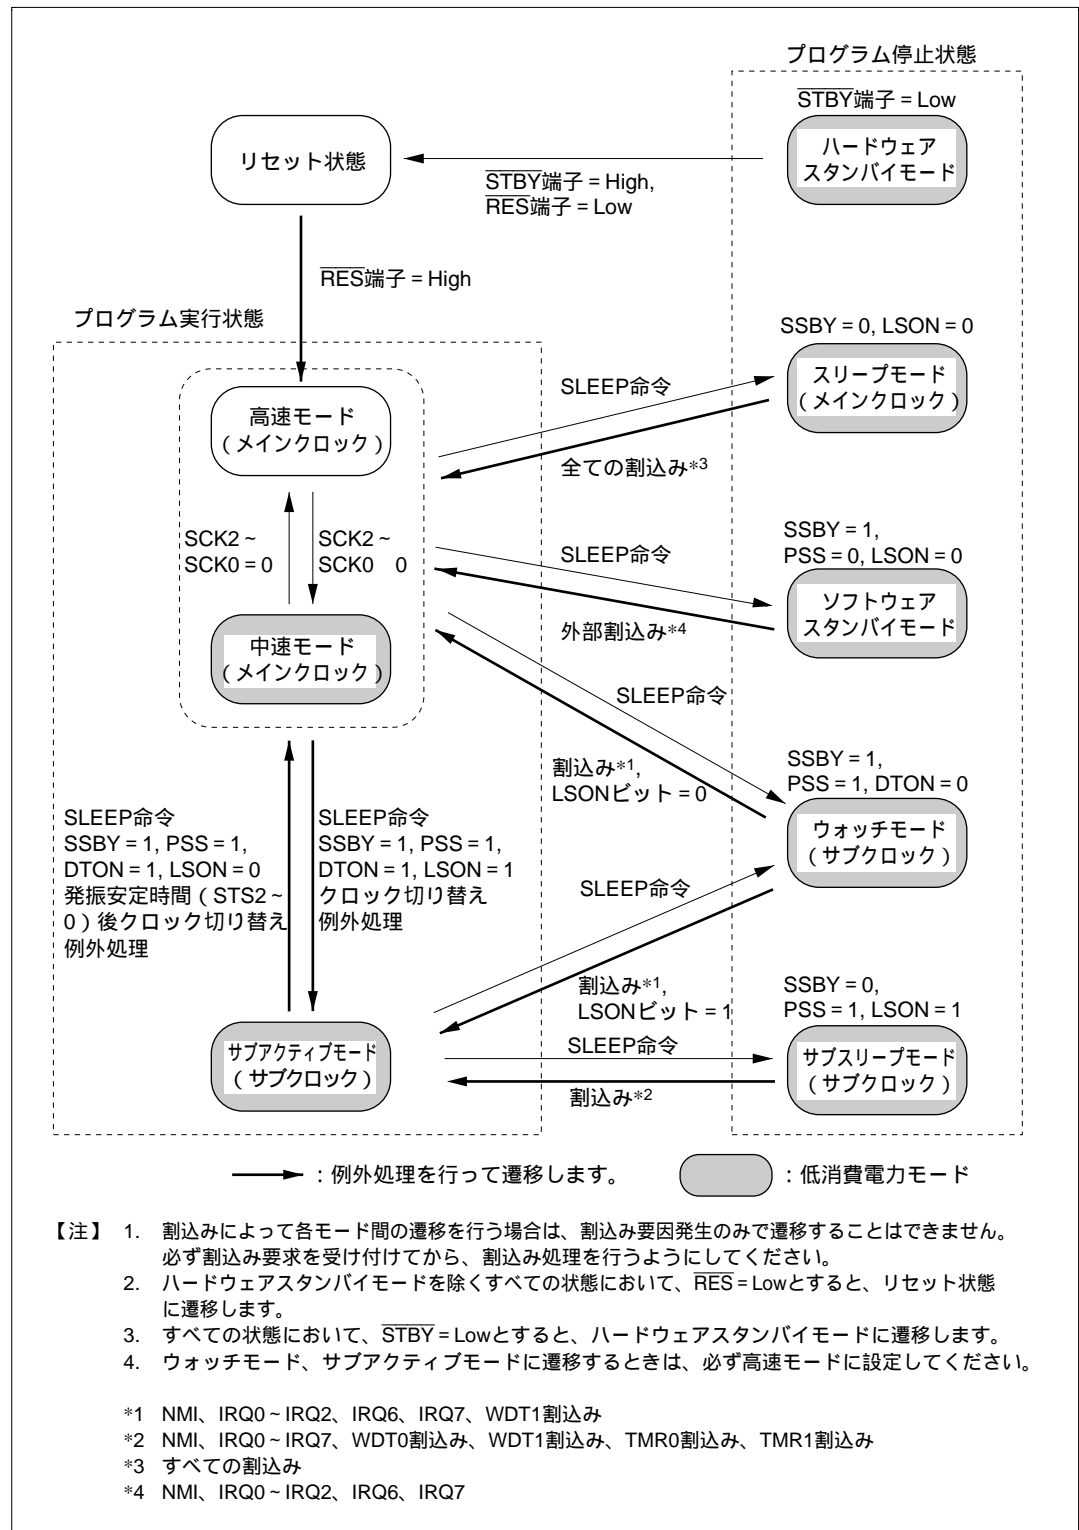 プログラム停止状態
STBY端子 = Low
ハードウェア
スタンバイモード
リセット状態
STBY端子 = High,
RES端子 = Low
RES端子 = High
プログラム実行状態
SSBY = 0, LSON = 0
スリープモード
( メインクロック )
SLEEP命令
全ての割込み*3
高速モード
( メインクロック )
SCK2 ~
SCK0 = 0
SCK2 ~
SCK0 0
SSBY = 1,
PSS = 0, LSON = 0
SLEEP命令
外部割込み*4
ソフトウェア
スタンバイモード
中速モード
( メインクロック )
SLEEP命令
割込み*1,
LSONビット = 0
SSBY = 1,
PSS = 1, DTON = 0
ウォッチモード
( サブクロック )
SLEEP命令
SSBY = 1, PSS = 1,
DTON = 1, LSON = 0
発振安定時間 ( STS2 ~
0 ) 後クロック切り替え
例外処理
SLEEP命令
SSBY = 1, PSS = 1,
DTON = 1, LSON = 1
クロック切り替え
例外処理
SLEEP命令
割込み*1,
LSONビット = 1
SSBY = 0,
PSS = 1, LSON = 1
サブアクティブモード
( サブクロック )
SLEEP命令
割込み*2
サブスリープモード
( サブクロック )
: 例外処理を行って遷移します。
: 低消費電力モード
【注】 1. 割込みによって各モード間の遷移を行う場合は、割込み要因発生のみで遷移することはできません。
必ず割込み要求を受け付けてから、割込み処理を行うようにしてください。
2. ハードウェアスタンバイモードを除くすべての状態において、RES = Lowとすると、リセット状態
に遷移します。
3. すべての状態において、STBY = Lowとすると、ハードウェアスタンバイモードに遷移します。
4. ウォッチモード、サブアクティブモードに遷移するときは、必ず高速モードに設定してください。
*1 NMI、IRQ0 ~ IRQ2、IRQ6、IRQ7、WDT1割込み
*2 NMI、IRQ0 ~ IRQ7、WDT0割込み、WDT1割込み、TMR0割込み、TMR1割込み
*3 すべての割込み
*4 NMI、IRQ0 ~ IRQ2、IRQ6、IRQ7